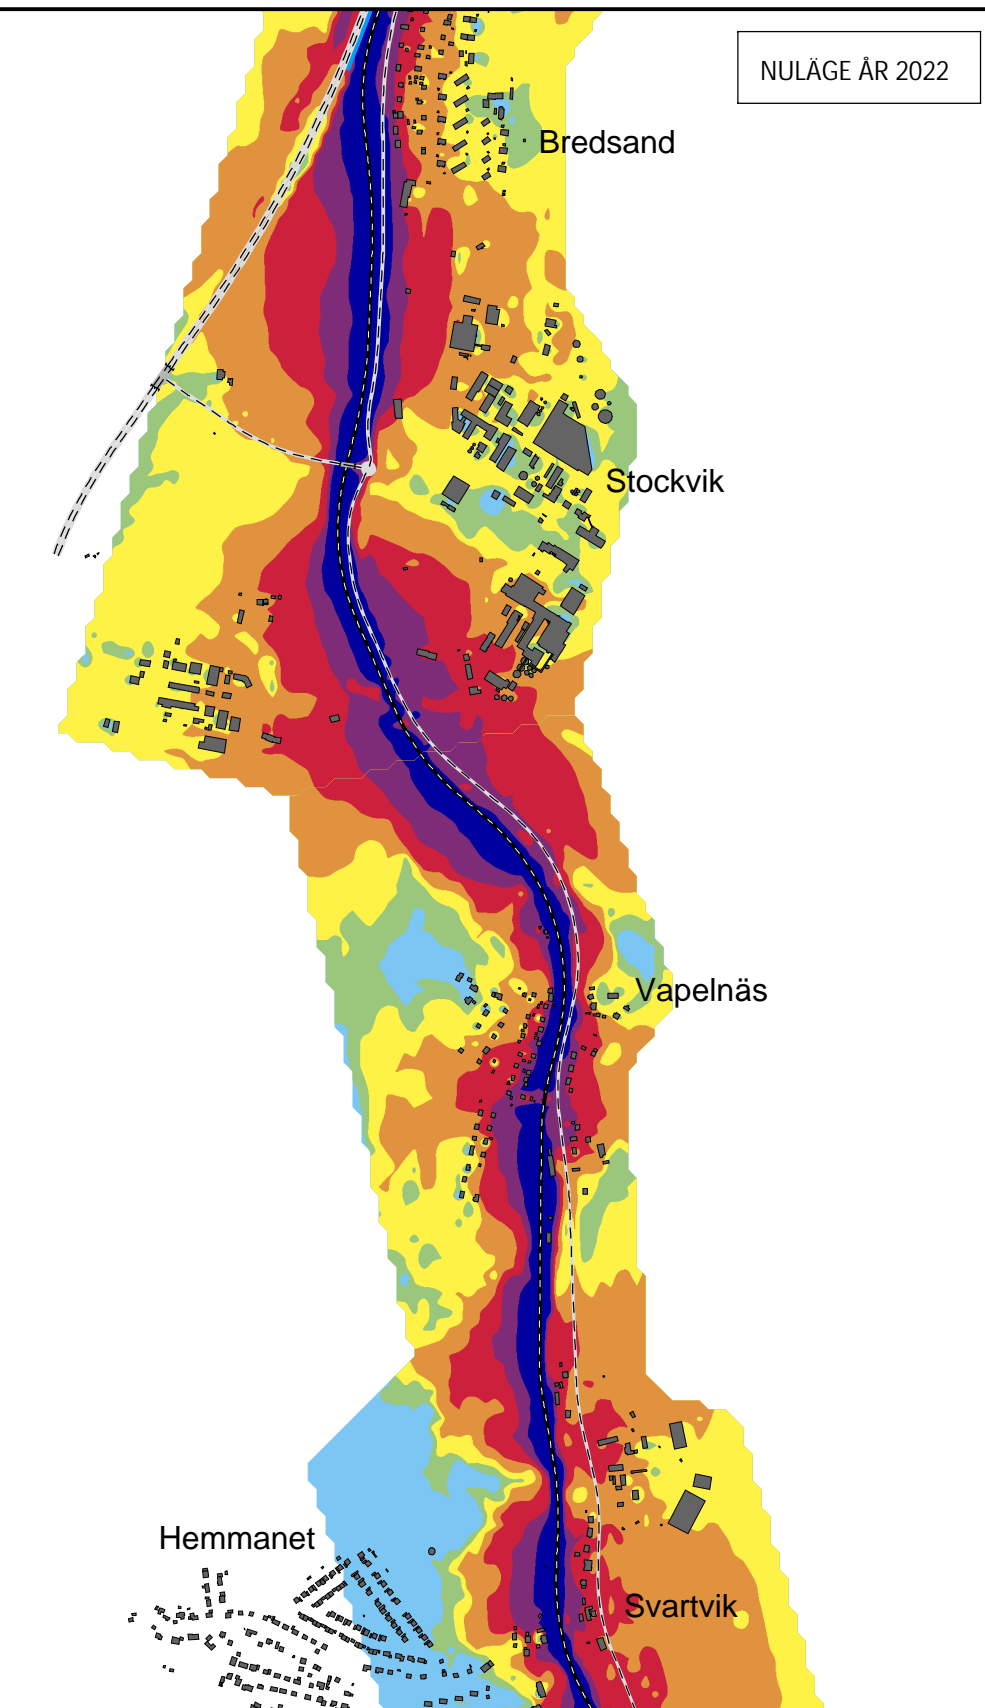 NULÄGE ÅR 2022
Bredsand
Stockvik
Vapelnäs
Hemmanet
Svartvik